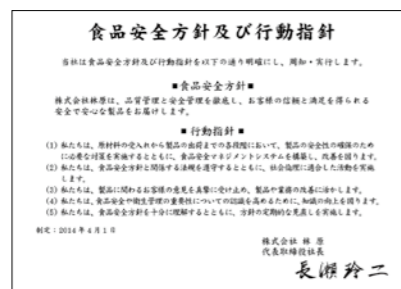 食品安全方針及び行動指針
当社は食品安全方針及び行動指針を以下の通り明確にし、周知・実行します。
■食品安全方針■
株式会社林原は、品質管理と安全管理を徹底し、お客様の信頼と満足を得られる
安全で安心な製品をお届けします。
■行動指針■
(1) 私たちは、原材料の受入れから製品の出荷までの各段階において、製品の安全性の確保のため
に必要な対策を実施するとともに、食品安全マネジメントシステムを構築し、改善を図ります。
(2) 私たちは、食品安全方針と関係する法規を遵守するとともに、社会倫理に適合した活動を実施
します。
(3) 私たちは、製品に関わるお客様の意見を真摯に受け止め、製品や業務の改善に活かします。
(4) 私たちは、食品安全や衛生管理の重要性についての認識を高めるために、知識の向上を図ります。
(5) 私たちは、食品安全方針を十分に理解するとともに、方針の定期的な見直しを実施します。
制定：2014年4月1日
株式会社 林原
代表取締役社長
長瀬玲二